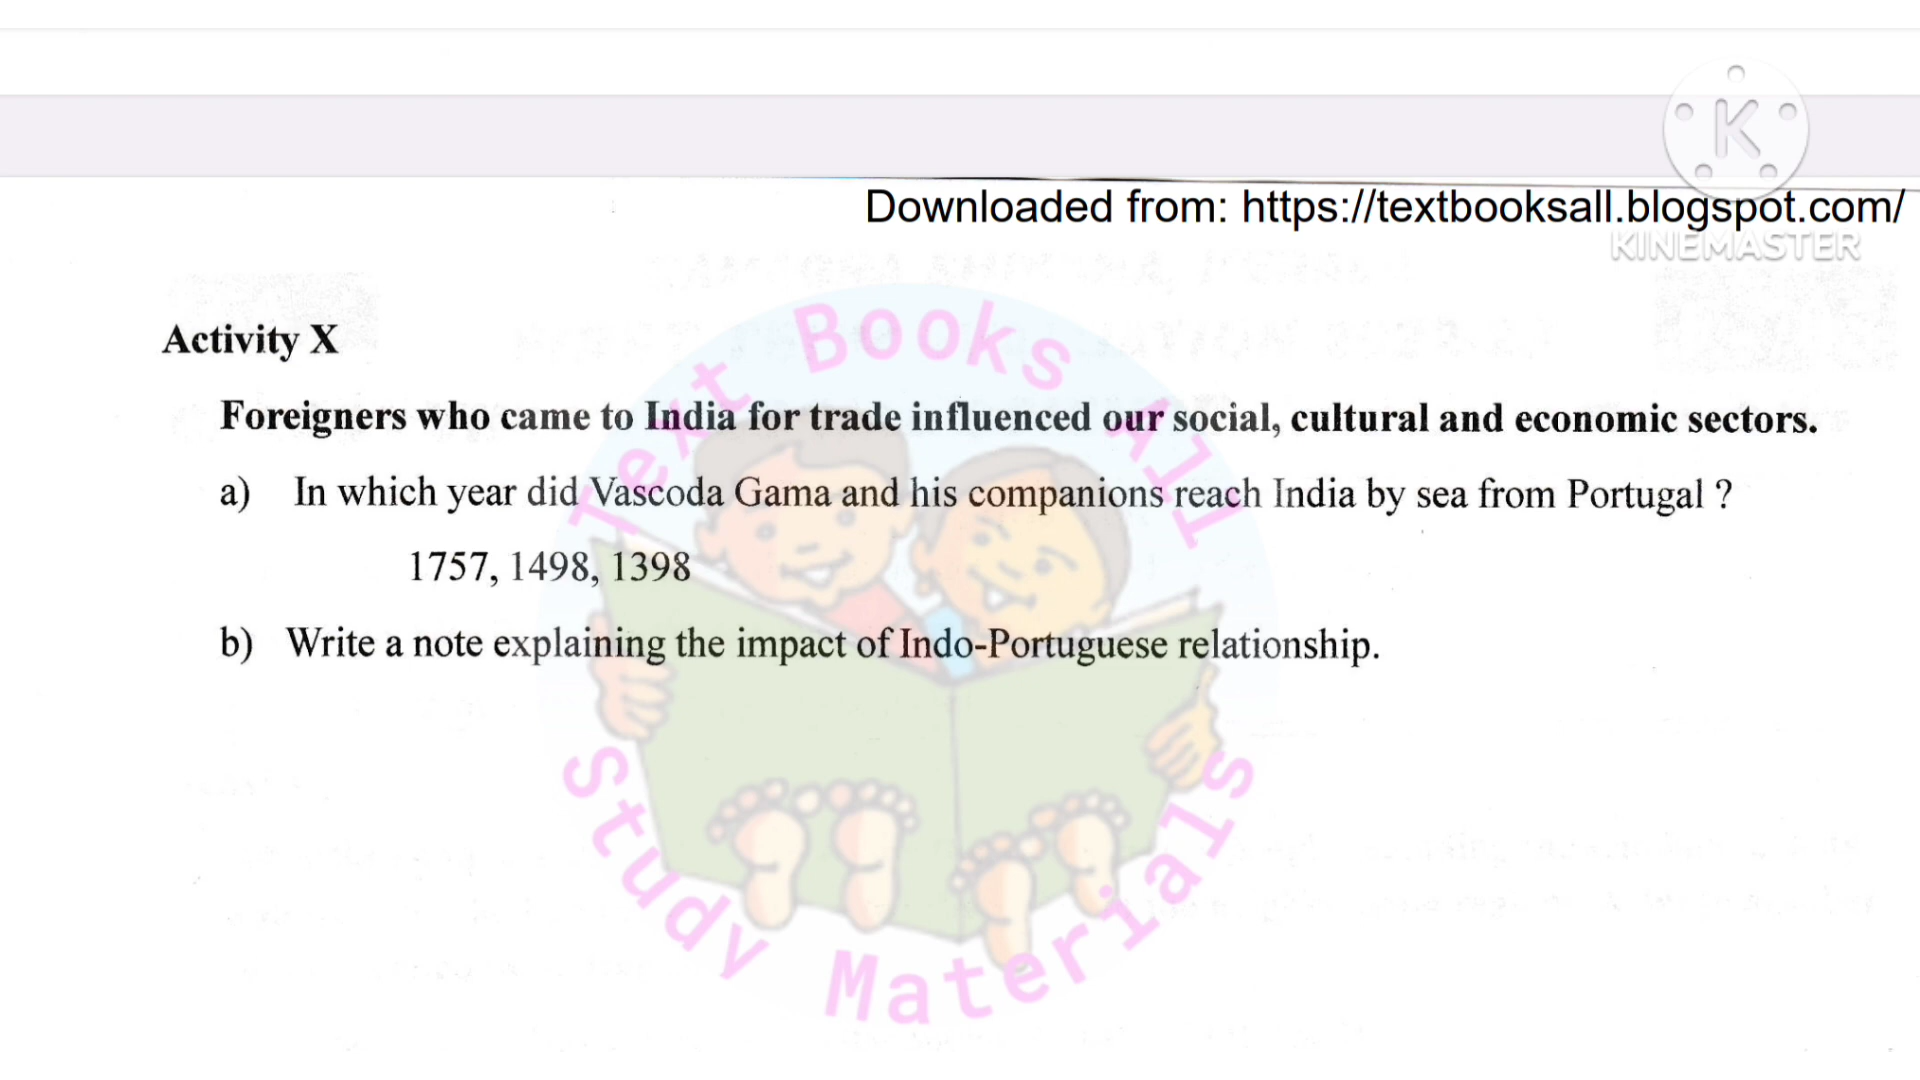 K
Downloaded from: https://textbooksall.blogspot.com/
KINEMASTER
Activity X
Foreigners who came to India for trade influenced our social, cultural and economic sectors.
a) In which year did Vascoda Gama and his companions reach India by sea from Portugal ?
1757, 1498, 1398
b) Write a note explaining the impact of Indo-Portuguese relationship.
Text Books All
Study Materials